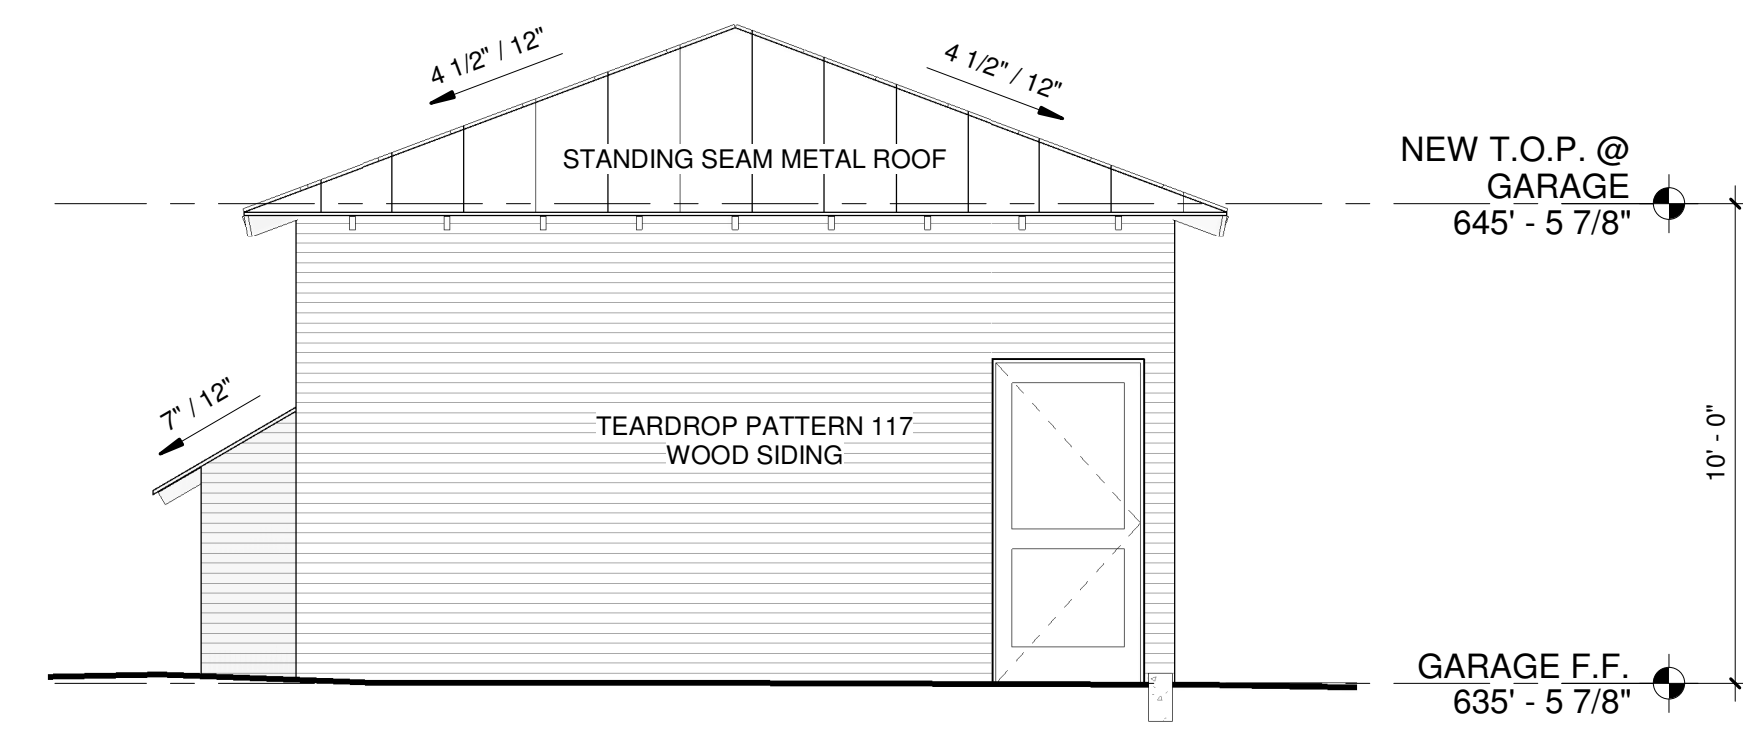 4 1/2" / 12"
4 1/2" / 12"
STANDING SEAM METAL ROOF
NEW T.O.P. @
GARAGE
645' - 5 7/8"
7" / 12"
TEARDROP PATTERN 117
WOOD SIDING
10' - 0"
GARAGE F.F.
635' - 5 7/8"